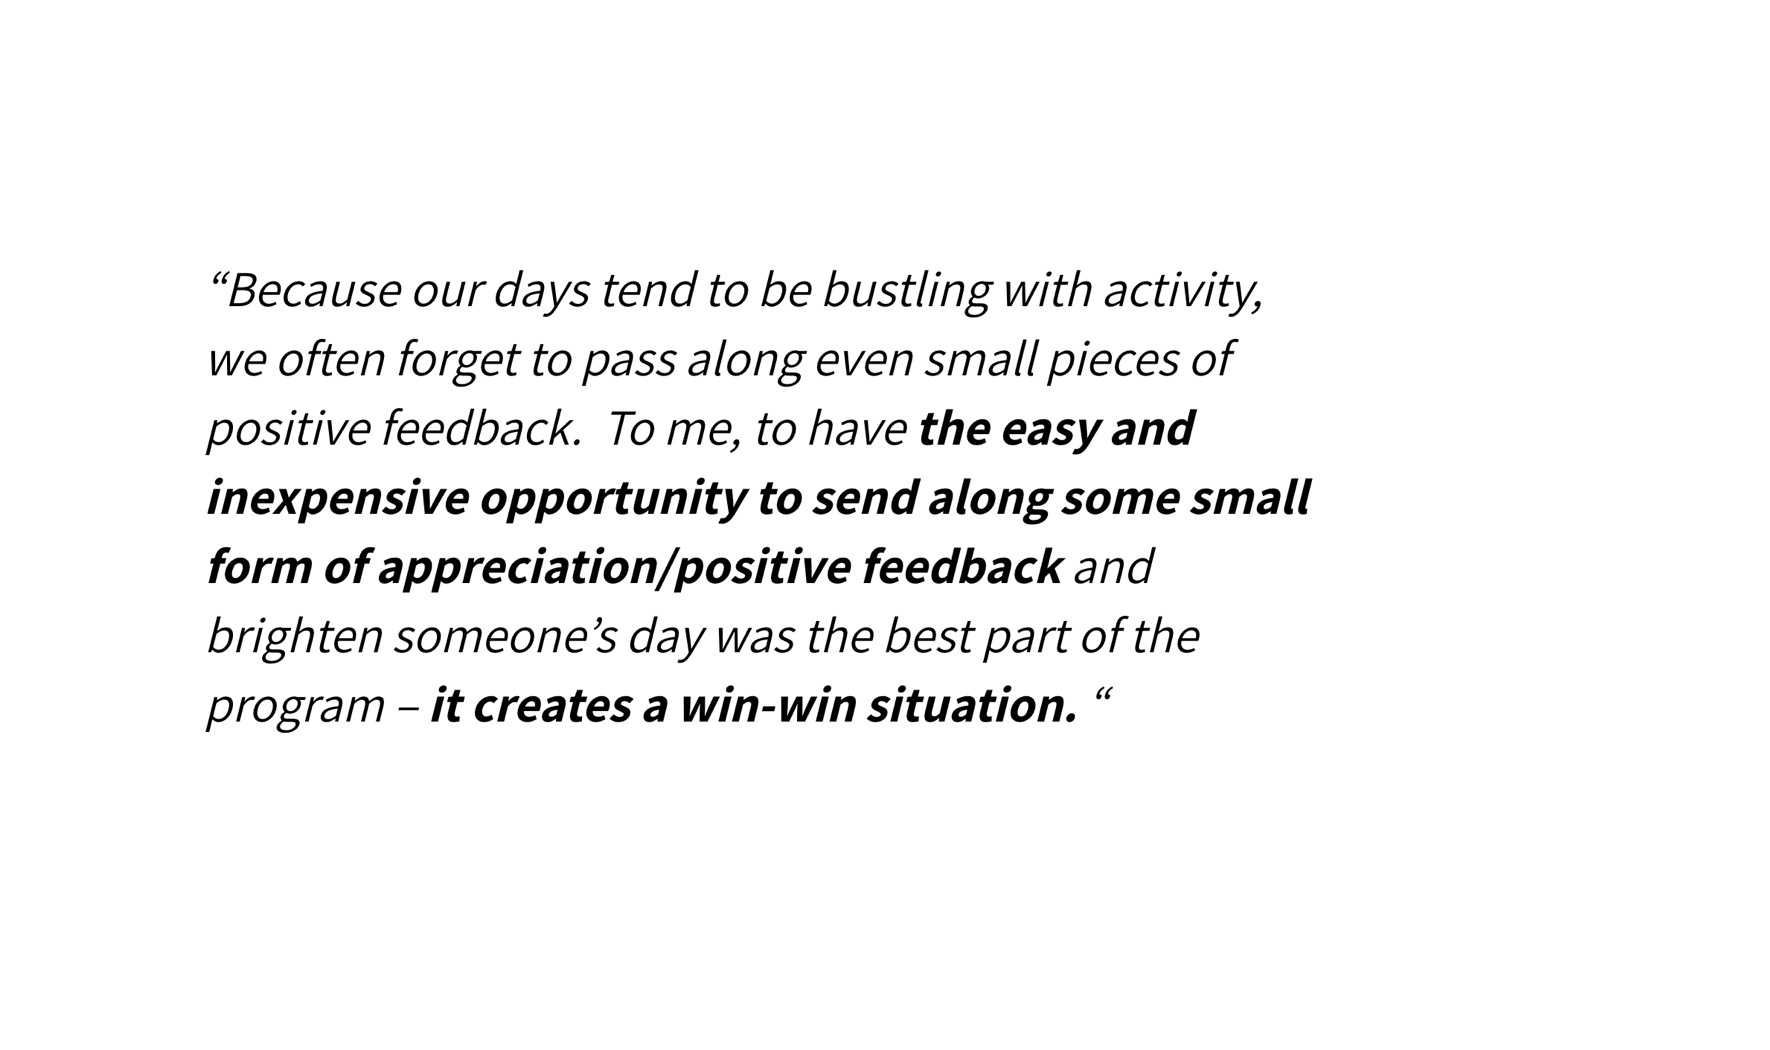 “Because our days tend to be bustling with activity,
we often forget to pass along even small pieces of
positive feedback.  To me, to have the easy and
inexpensive opportunity to send along some small
form of appreciation/positive feedback and
brighten someone’s day was the best part of the
program – it creates a win-win situation. “